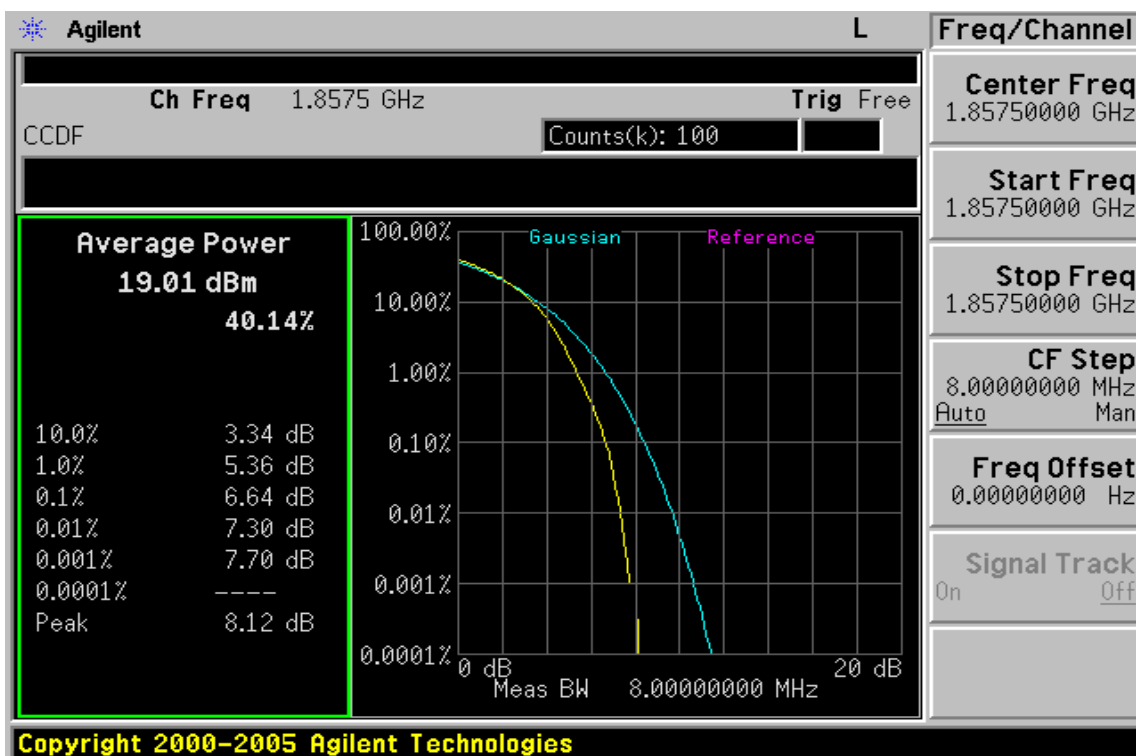 Agilent L
Ch Freq 1.8575 GHz Trig Free
CCDF Counts(k): 100
Average Power
19.01 dBm
40.14%
10.0% 3.34 dB
1.0% 5.36 dB
0.1% 6.64 dB
0.01% 7.30 dB
0.001% 7.70 dB
0.0001% ----
Peak 8.12 dB
Gaussian Reference
100.00%
10.00%
1.00%
0.10%
0.01%
0.001%
0.0001%
0 dB 20 dB
Meas BW 8.00000000 MHz
Freq/Channel
Center Freq
1.85750000 GHz
Start Freq
1.85750000 GHz
Stop Freq
1.85750000 GHz
CF Step
8.00000000 MHz
Auto Man
Freq Offset
0.00000000 Hz
Signal Track
On Off
Copyright 2000-2005 Agilent Technologies